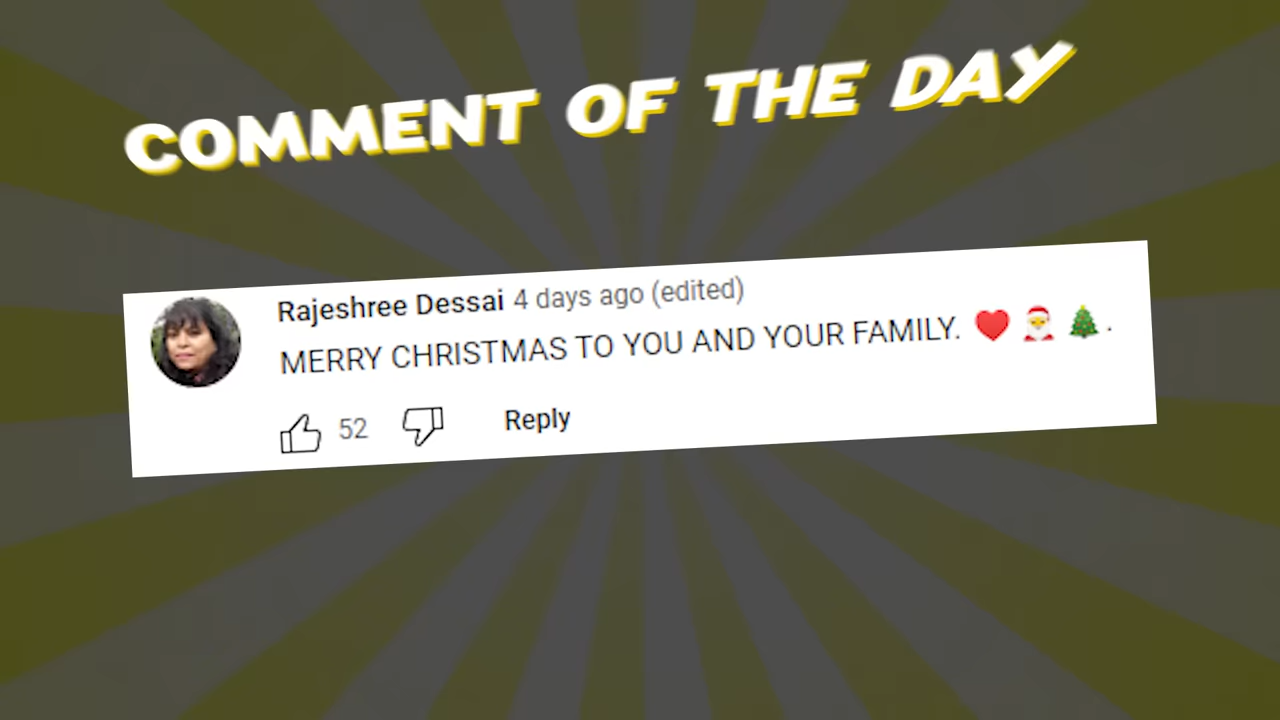 COMMENT OF THE DAY
Rajeshree Dessai 4 days ago (edited)
MERRY CHRISTMAS TO YOU AND YOUR FAMILY. ♥️ 🎅 🎄 .
52 Reply